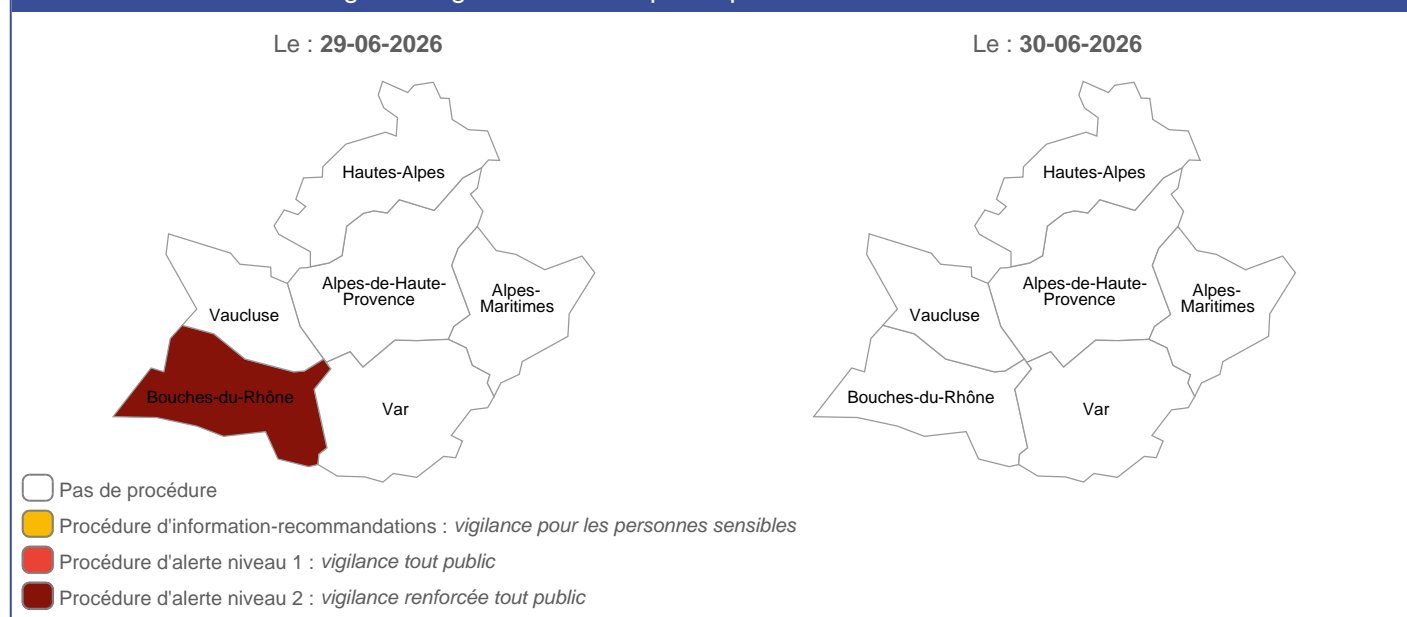 Le : 29-06-2026
Le : 30-06-2026
Hautes-Alpes
Alpes-de-Haute-
Provence
Alpes-
Maritimes
Vaucluse
Bouches-du-Rhône
Var
Hautes-Alpes
Alpes-de-Haute-
Provence
Alpes-
Maritimes
Vaucluse
Bouches-du-Rhône
Var
Pas de procédure
Procédure d'information-recommandations : vigilance pour les personnes sensibles
Procédure d'alerte niveau 1 : vigilance tout public
Procédure d'alerte niveau 2 : vigilance renforcée tout public